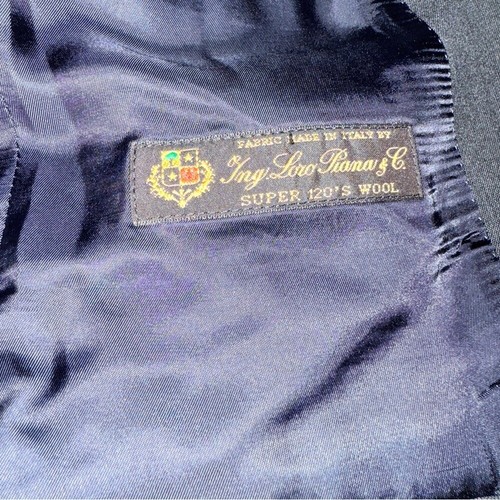 FABRIC MADE IN ITALY BY
Ing. Loro Piana & C.
SUPER 120'S WOOL